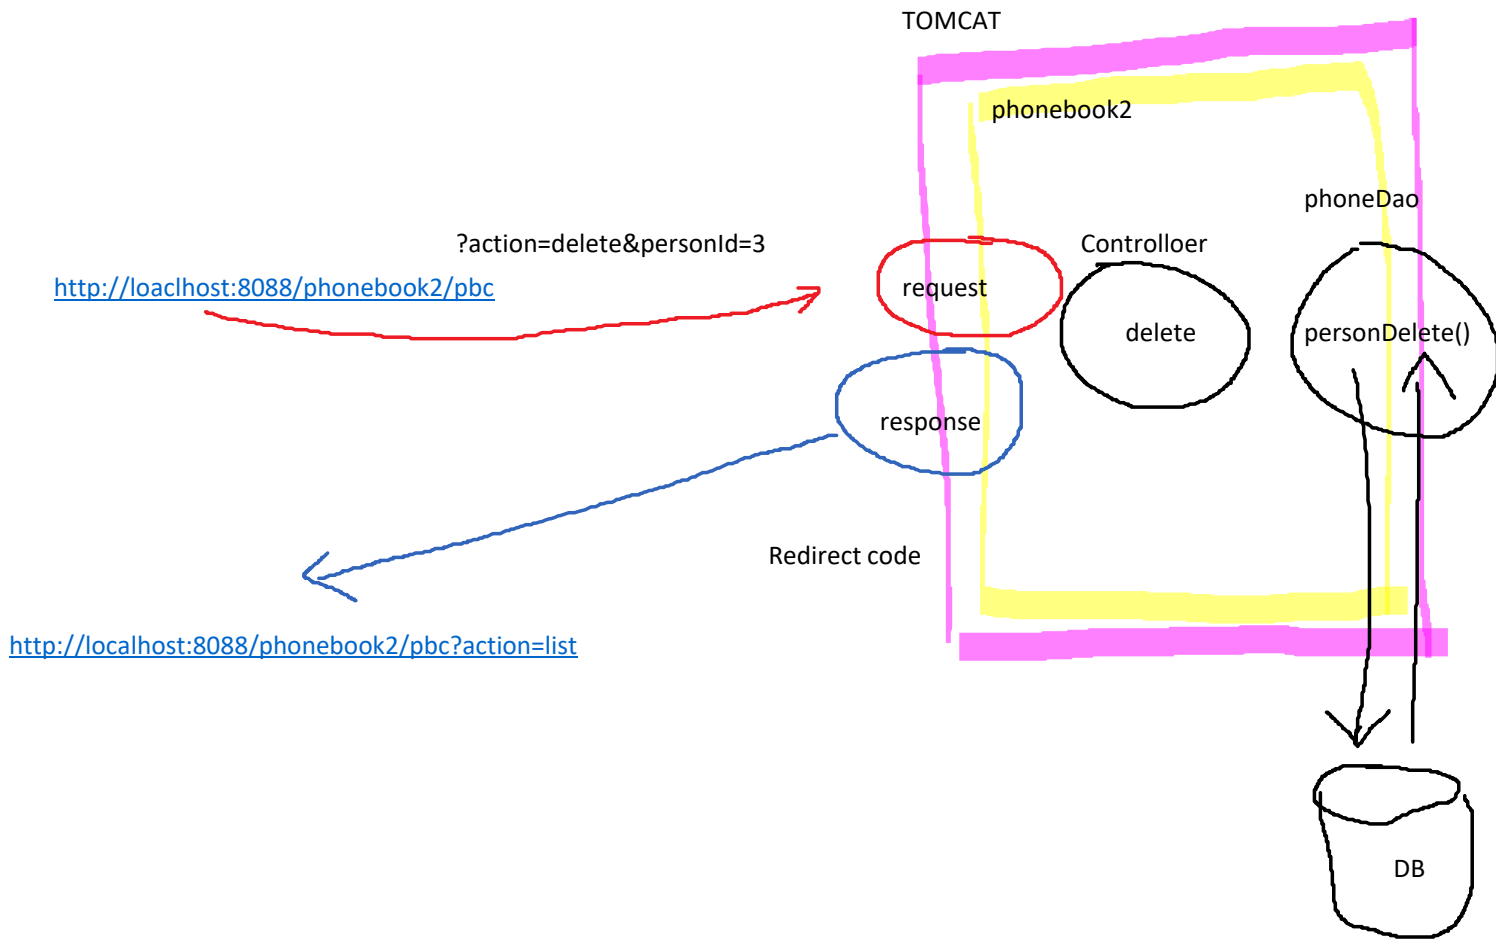 TOMCAT
phonebook2
phoneDao
?action=delete&personId=3
Controlloer
http://loaclhost:8088/phonebook2/pbc
request
delete
personDelete()
response
Redirect code
http://localhost:8088/phonebook2/pbc?action=list
DB